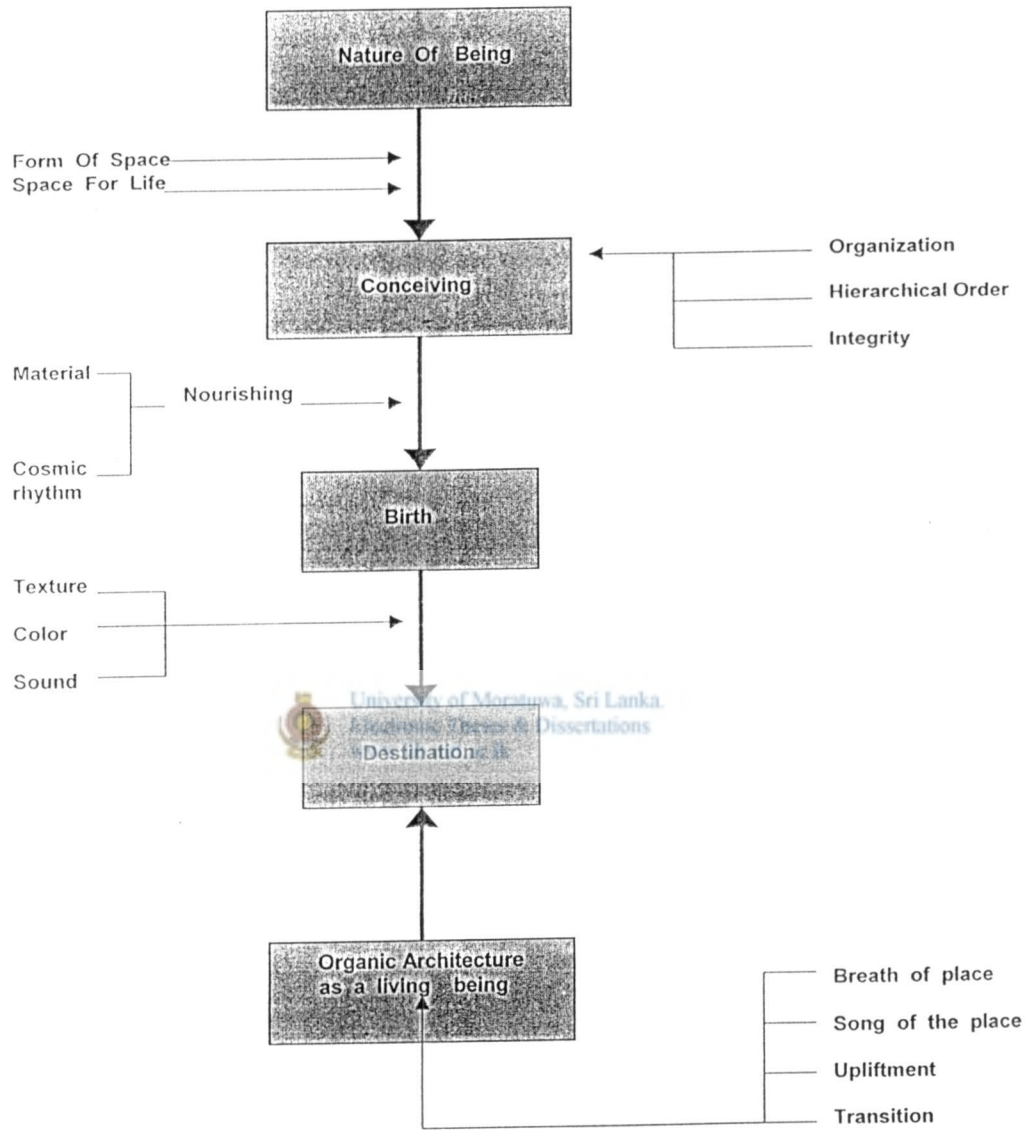 Nature Of Being
Form Of Space
Space For Life
Conceiving
Organization
Hierarchical Order
Integrity
Material
Nourishing
Cosmic
rhythm
Birth
Texture
Color
Sound
University of Moratuwa, Sri Lanka.
Electronic Theses & Dissertations
Destination
Organic Architecture
as a living being
Breath of place
Song of the place
Upliftment
Transition